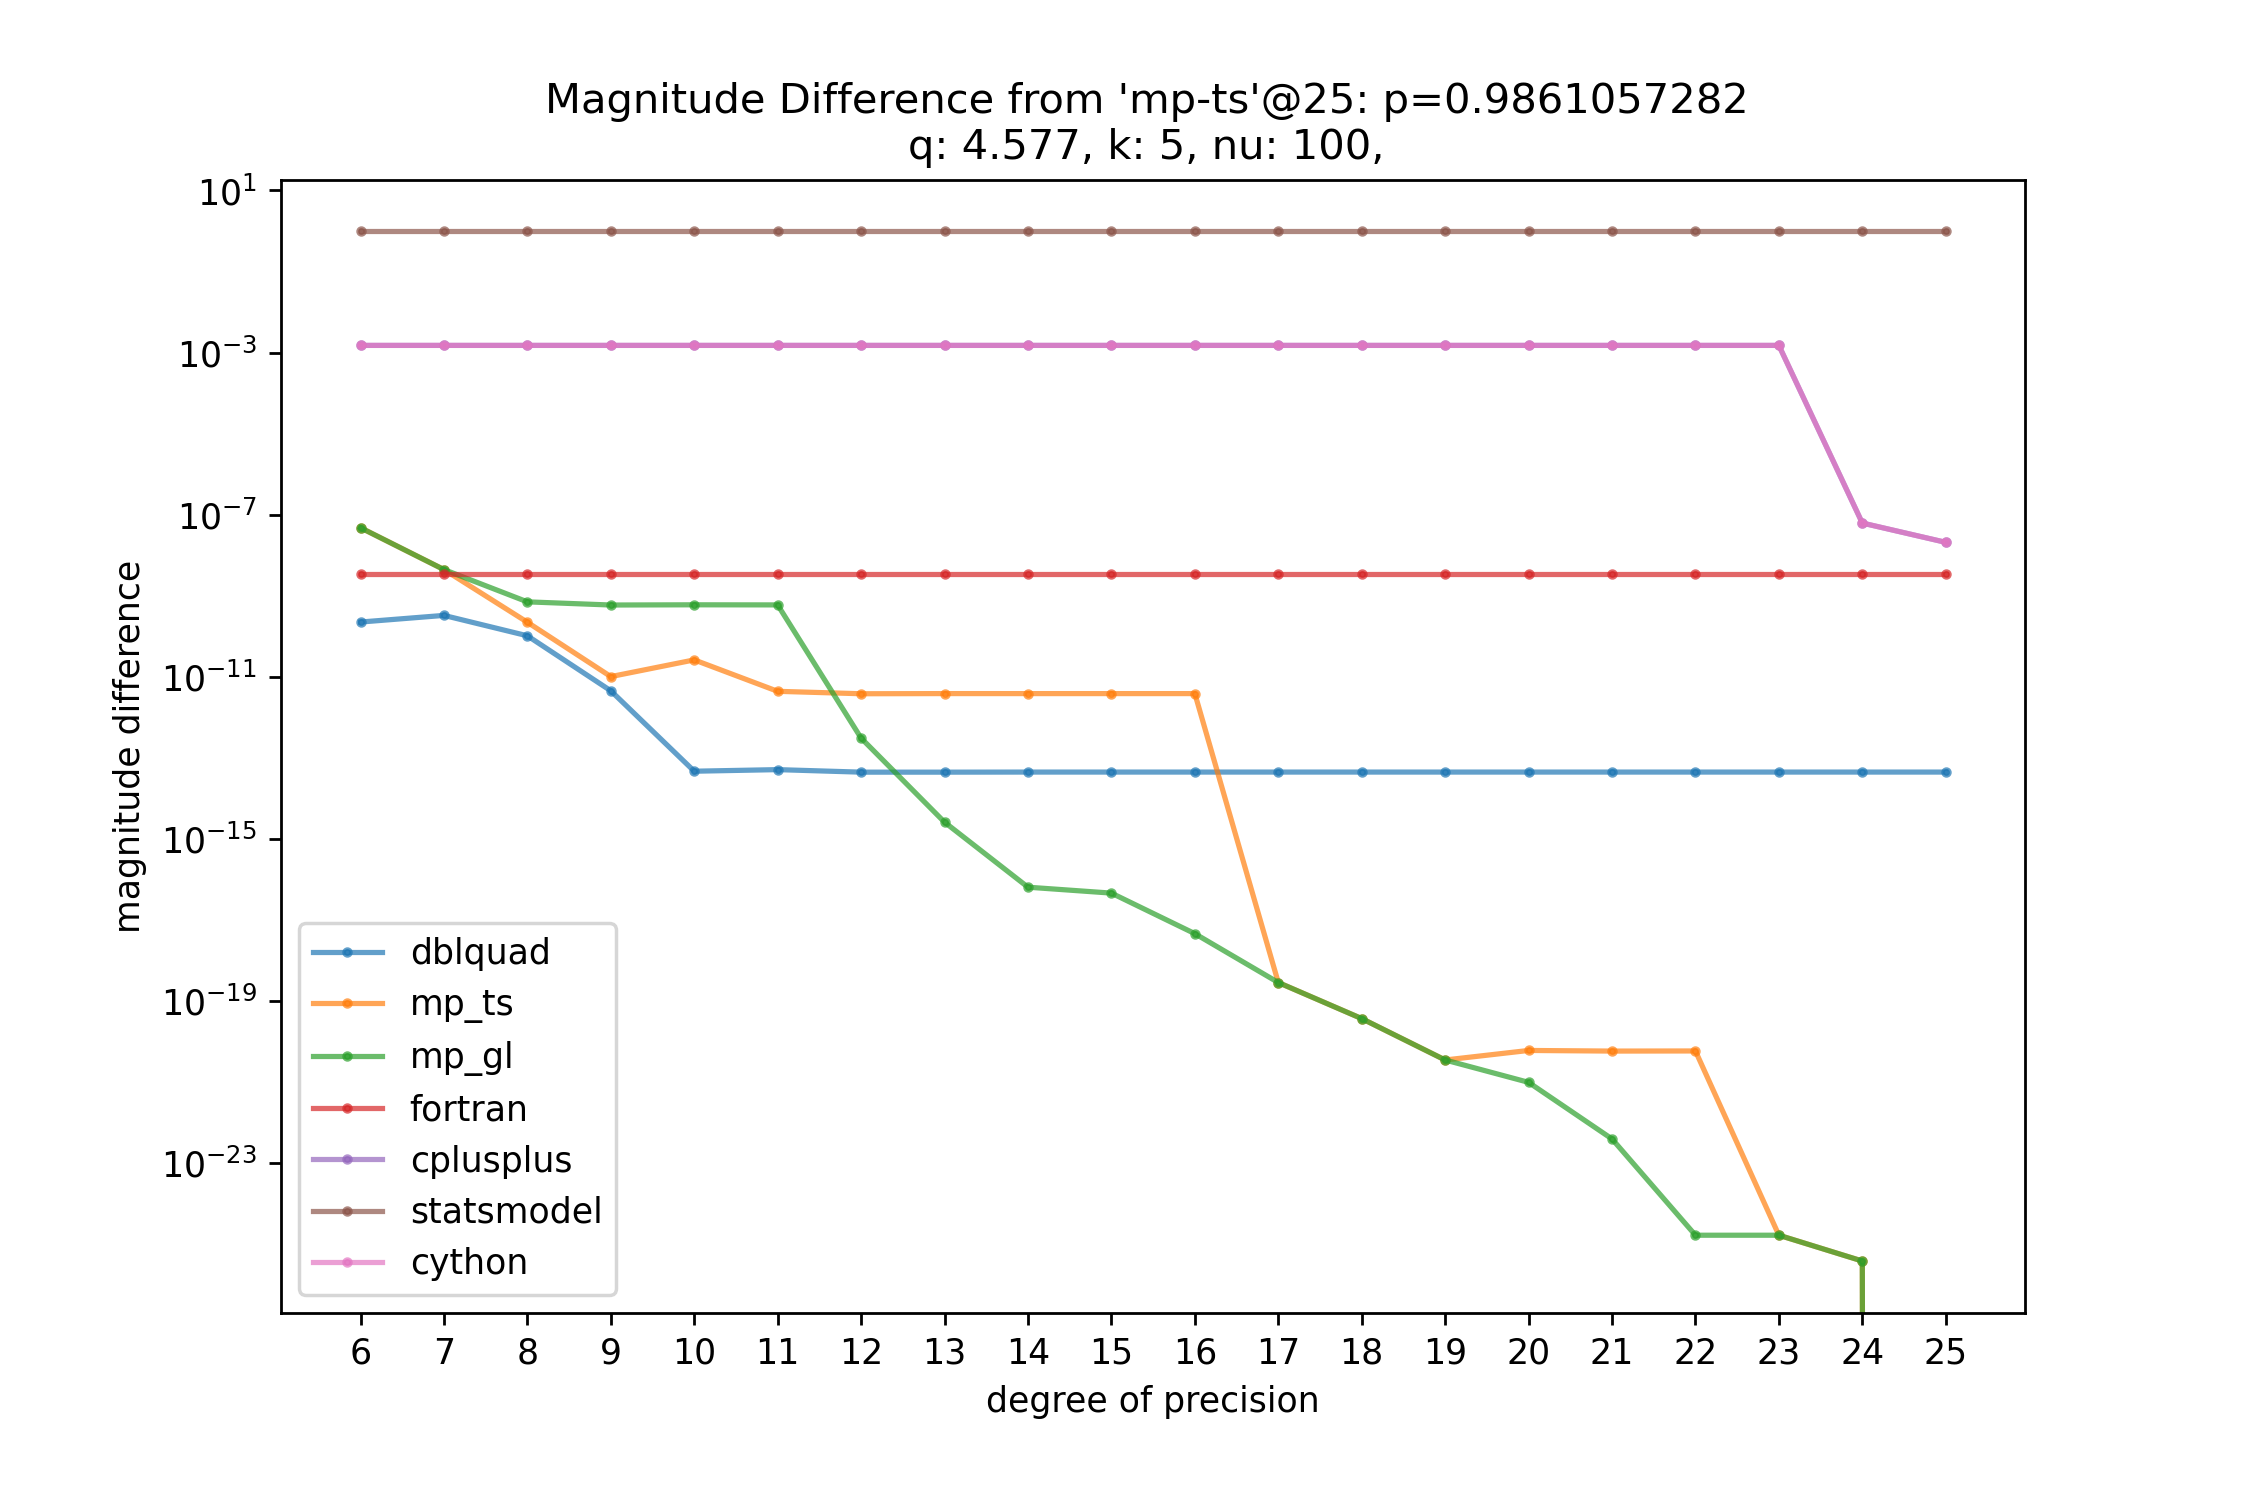 Magnitude Difference from 'mp-ts'@25: p=0.9861057282
q: 4.577, k: 5, nu: 100,
magnitude difference
10¹
10⁻³
10⁻⁷
10⁻¹¹
10⁻¹⁵
10⁻¹⁹
10⁻²³
dblquad
mp_ts
mp_gl
fortran
cplusplus
statsmodel
cython
6 7 8 9 10 11 12 13 14 15 16 17 18 19 20 21 22 23 24 25
degree of precision